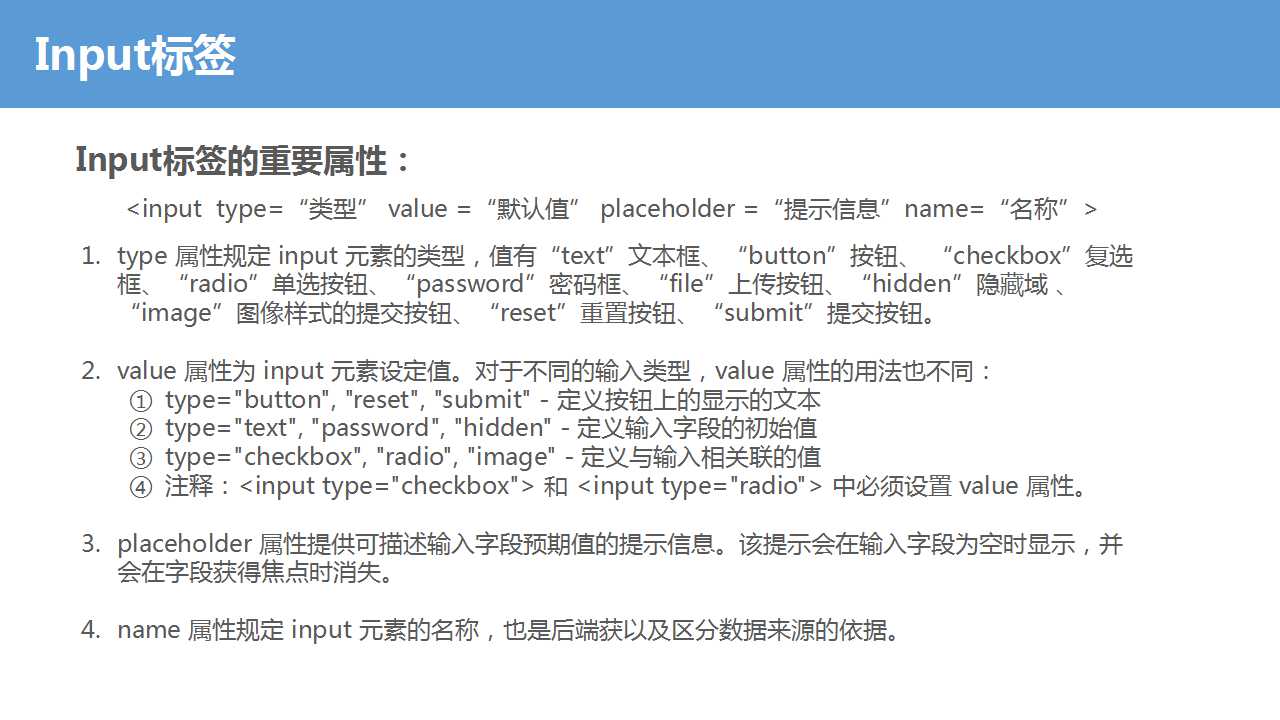 Input标签
Input标签的重要属性：
<input  type=“类型” value =“默认值” placeholder =“提示信息”name=“名称”>
1. type 属性规定 input 元素的类型，值有“text”文本框、“button”按钮、 “checkbox”复选
框、“radio”单选按钮、“password”密码框、“file”上传按钮、“hidden”隐藏域 、
“image”图像样式的提交按钮、“reset”重置按钮、“submit”提交按钮。
2. value 属性为 input 元素设定值。对于不同的输入类型，value 属性的用法也不同：
① type="button", "reset", "submit" - 定义按钮上的显示的文本
② type="text", "password", "hidden" - 定义输入字段的初始值
③ type="checkbox", "radio", "image" - 定义与输入相关联的值
④ 注释：<input type="checkbox"> 和 <input type="radio"> 中必须设置 value 属性。
3. placeholder 属性提供可描述输入字段预期值的提示信息。该提示会在输入字段为空时显示，并
会在字段获得焦点时消失。
4. name 属性规定 input 元素的名称，也是后端获以及区分数据来源的依据。